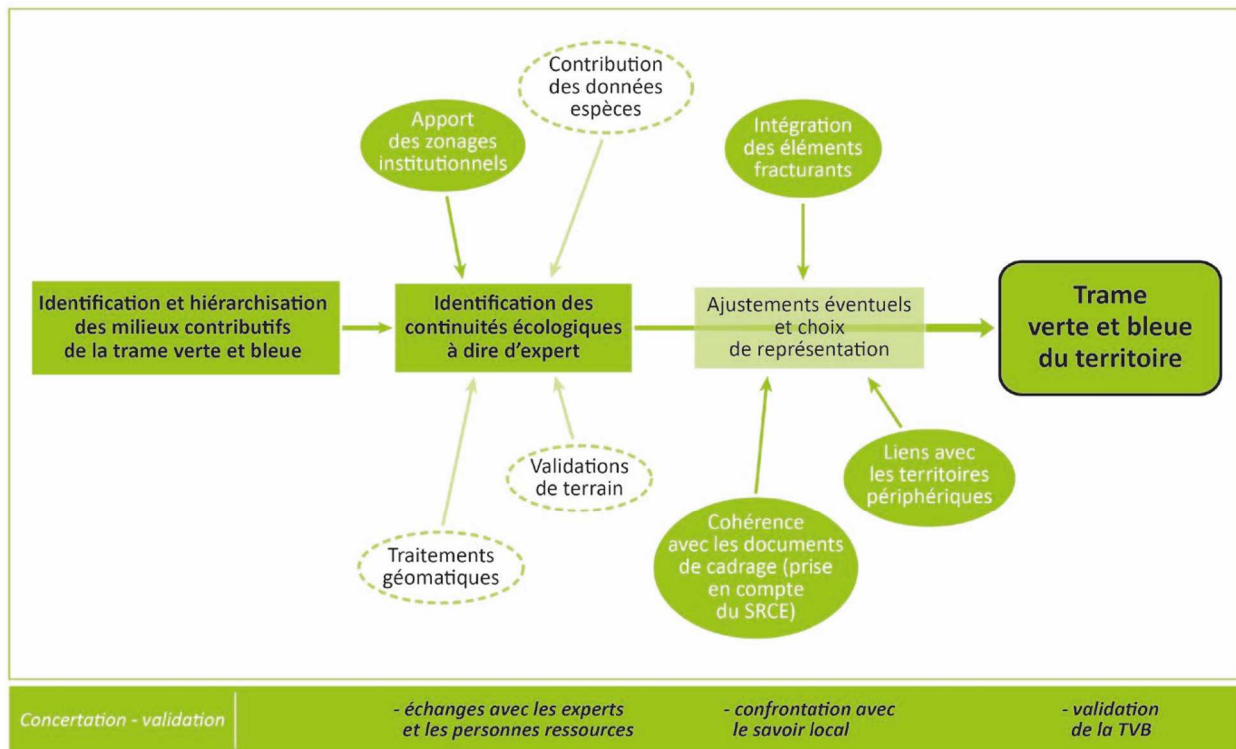 Contribution
des données
espèces
Apport
des zonages
institutionnels
Intégration
des éléments
fracturants
Identification et hiérarchisation
des milieux contributifs
de la trame verte et bleue
Identification des
continuités écologiques
à dire d'expert
Ajustements éventuels
et choix
de représentation
Trame
verte et bleue
du territoire
Validations
de terrain
Liens avec
les territoires
périphériques
Traitements
géomatiques
Cohérence
avec les documents
de cadrage (prise
en compte
du SRCE)
Concertation - validation
- échanges avec les experts
et les personnes ressources
- confrontation avec
le savoir local
- validation
de la TVB